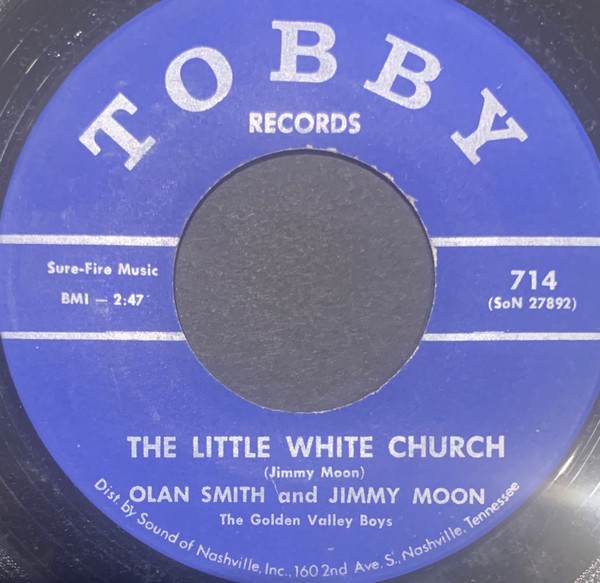 TOBBY
RECORDS
Sure-Fire Music
BMI — 2:47
714
(SoN 27892)
THE LITTLE WHITE CHURCH
(Jimmy Moon)
OLAN SMITH and JIMMY MOON
The Golden Valley Boys
Dist. by Sound of Nashville, Inc., 160 2nd Ave. S., Nashville, Tennessee